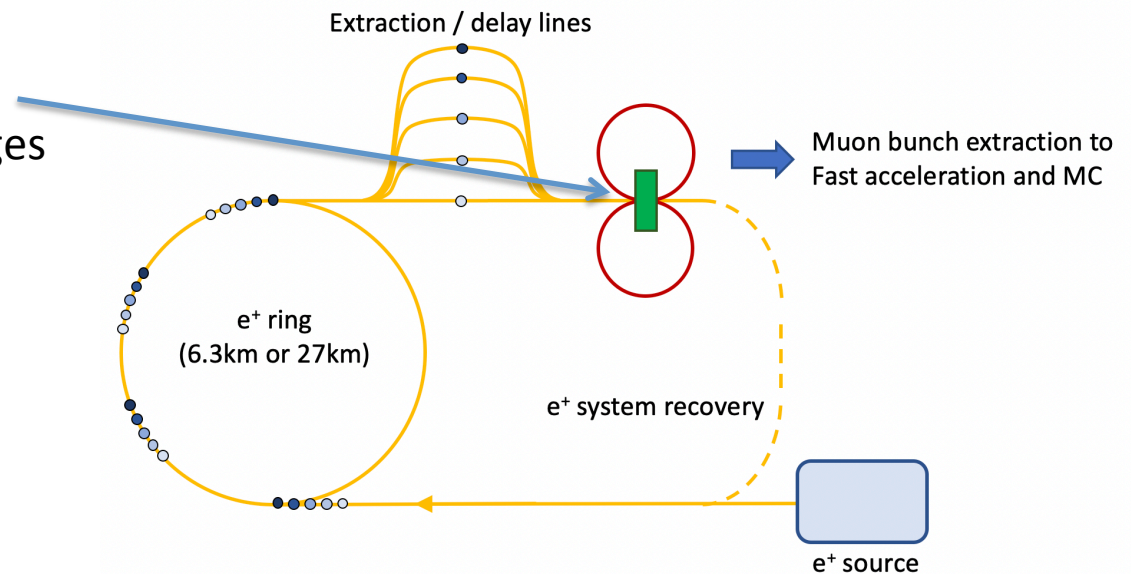 Extraction / delay lines
Muon bunch extraction to
Fast acceleration and MC
e⁺ ring
(6.3km or 27km)
e⁺ system recovery
e⁺ source